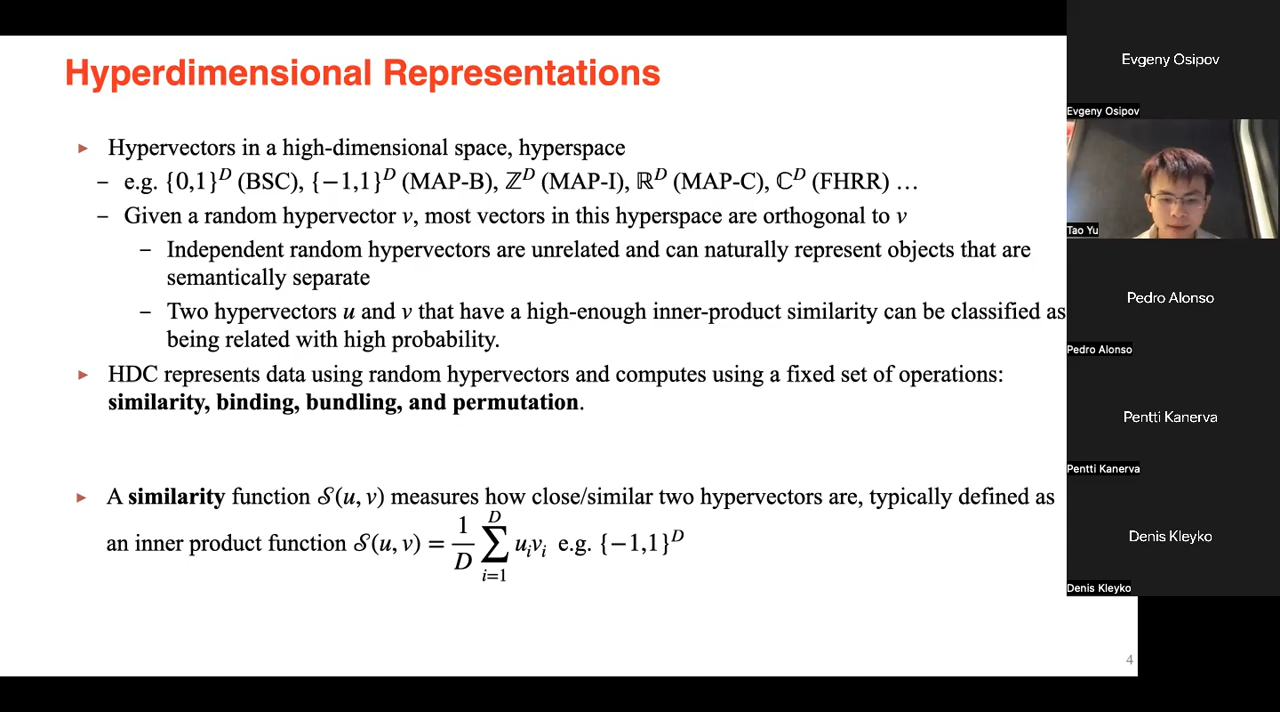 Hyperdimensional Representations
▸ Hypervectors in a high-dimensional space, hyperspace
– e.g. {0,1}^D (BSC), {−1,1}^D (MAP-B), ℤ^D (MAP-I), ℝ^D (MAP-C), ℂ^D (FHRR) …
– Given a random hypervector v, most vectors in this hyperspace are orthogonal to v
– Independent random hypervectors are unrelated and can naturally represent objects that are
semantically separate
– Two hypervectors u and v that have a high-enough inner-product similarity can be classified as
being related with high probability.
▸ HDC represents data using random hypervectors and computes using a fixed set of operations:
similarity, binding, bundling, and permutation.
▸ A similarity function 𝒮(u, v) measures how close/similar two hypervectors are, typically defined as
an inner product function 𝒮(u, v) = 1/D ∑_{i=1}^{D} u_i v_i e.g. {−1,1}^D
4
Evgeny Osipov
Evgeny Osipov
Tao Yu
Pedro Alonso
Pedro Alonso
Pentti Kanerva
Pentti Kanerva
Denis Kleyko
Denis Kleyko